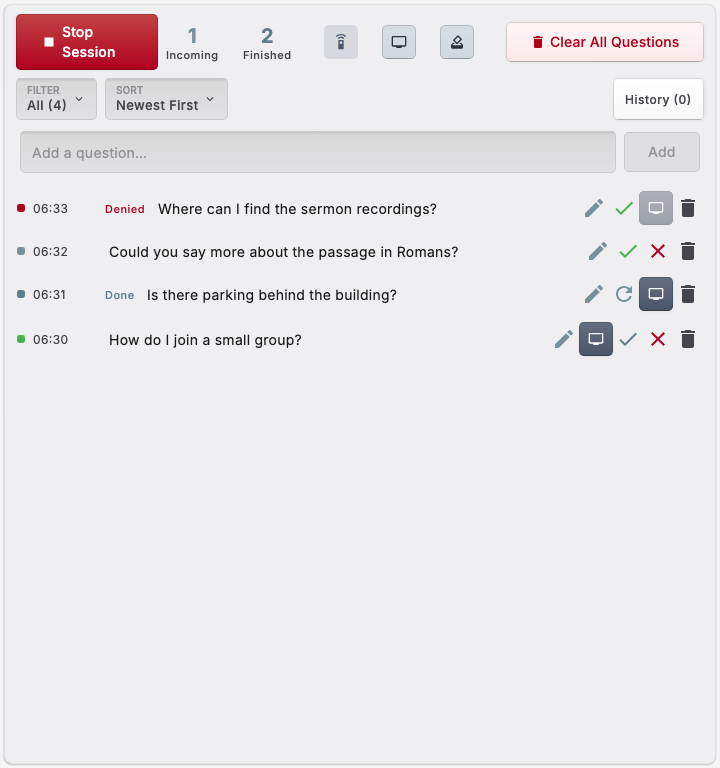 Stop
Session
1
Incoming
2
Finished
Clear All Questions
FILTER
All (4)
SORT
Newest First
History (0)
Add a question...
Add
06:33 Denied Where can I find the sermon recordings?
06:32 Could you say more about the passage in Romans?
06:31 Done Is there parking behind the building?
06:30 How do I join a small group?